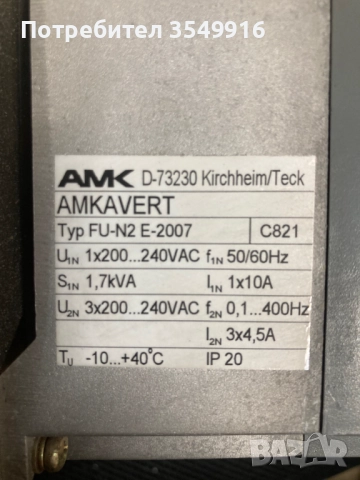 Потребител 3549916
AMK D-73230 Kirchheim/Teck
AMKAVERT
Typ FU-N2 E-2007 C821
U1N 1x200...240VAC f1N 50/60Hz
S1N 1,7kVA I1N 1x10A
U2N 3x200...240VAC f2N 0,1...400Hz
I2N 3x4,5A
TU -10...+40°C IP 20
BAZAR